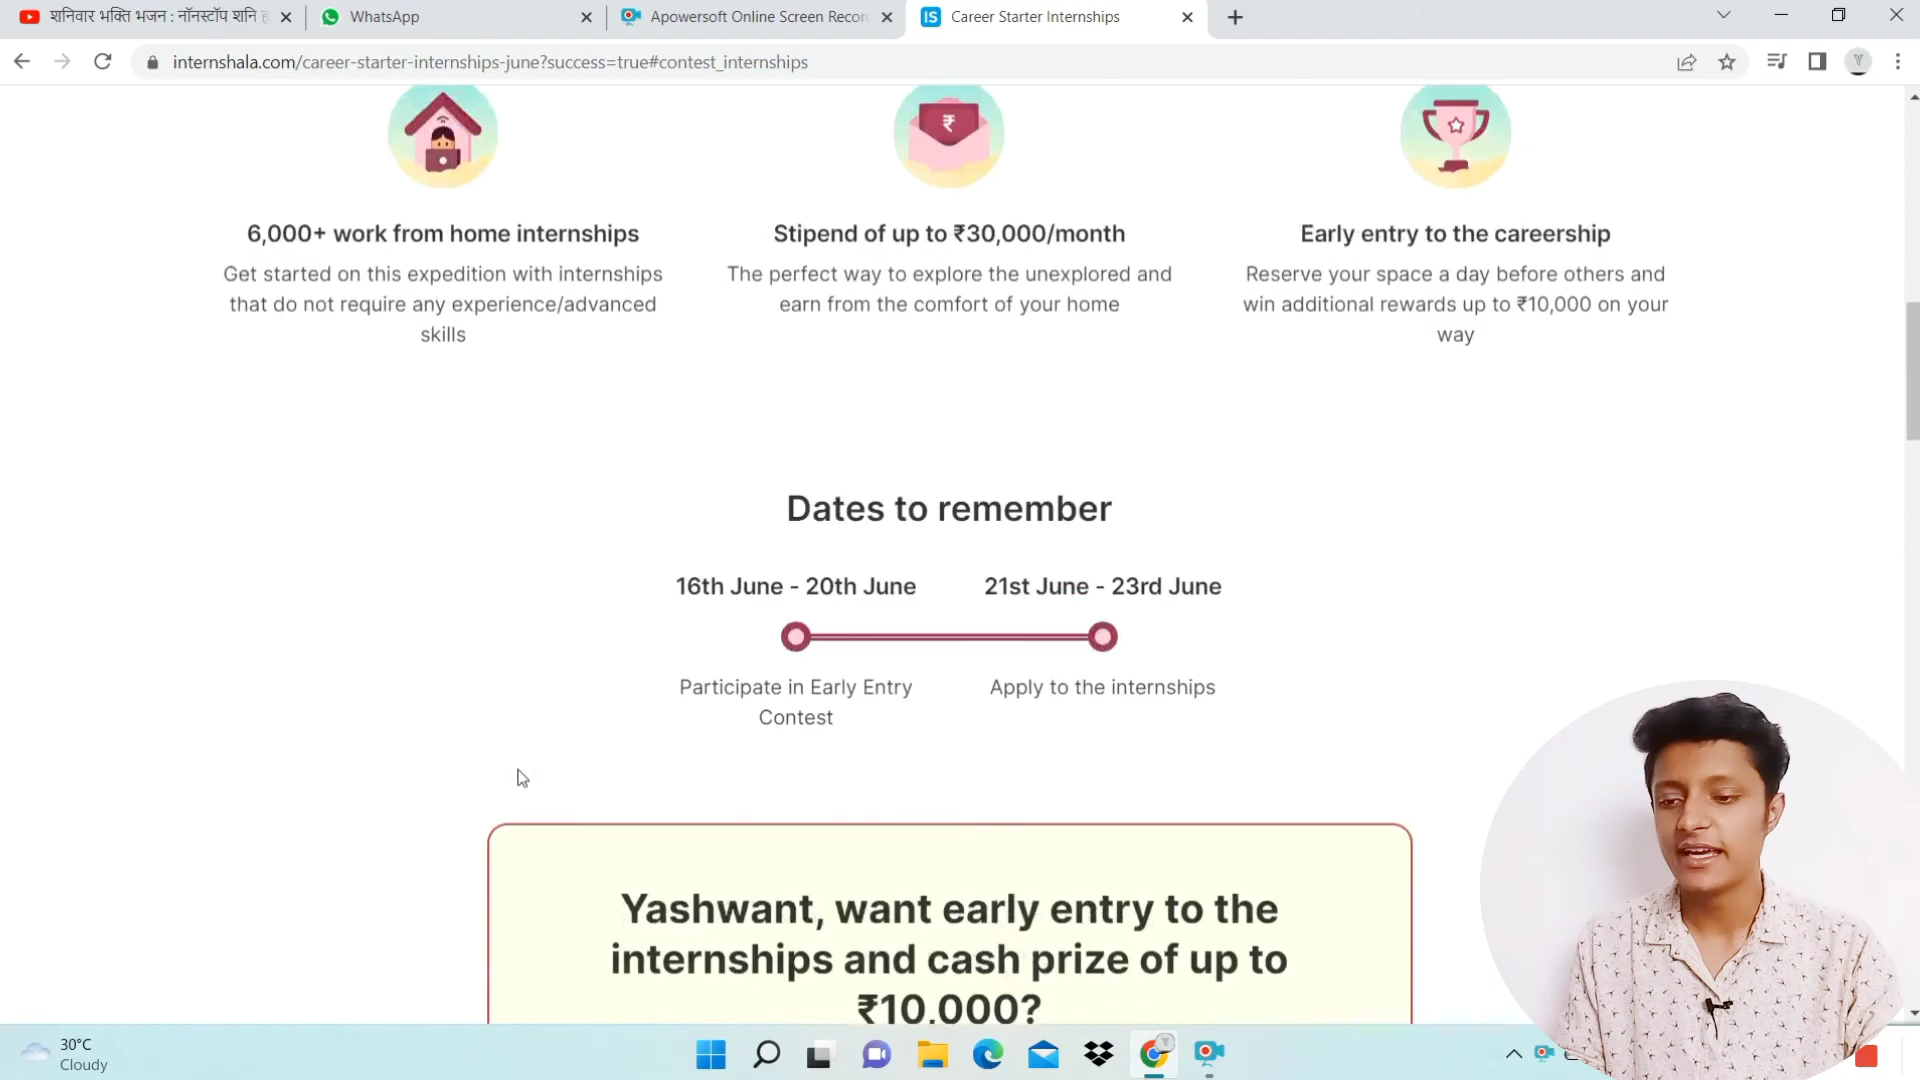 शनिवार भक्ति भजन : नॉनस्टॉप शनि
WhatsApp
Apowersoft Online Screen Recor
IS
Career Starter Internships
internshala.com/career-starter-internships-june?success=true#contest_internships
Y
₹
6,000+ work from home internships
Get started on this expedition with internships
that do not require any experience/advanced
skills
Stipend of up to ₹30,000/month
The perfect way to explore the unexplored and
earn from the comfort of your home
Early entry to the careership
Reserve your space a day before others and
win additional rewards up to ₹10,000 on your
way
Dates to remember
16th June - 20th June
21st June - 23rd June
Participate in Early Entry
Contest
Apply to the internships
Yashwant, want early entry to the
internships and cash prize of up to
₹10,000?
30°C
Cloudy